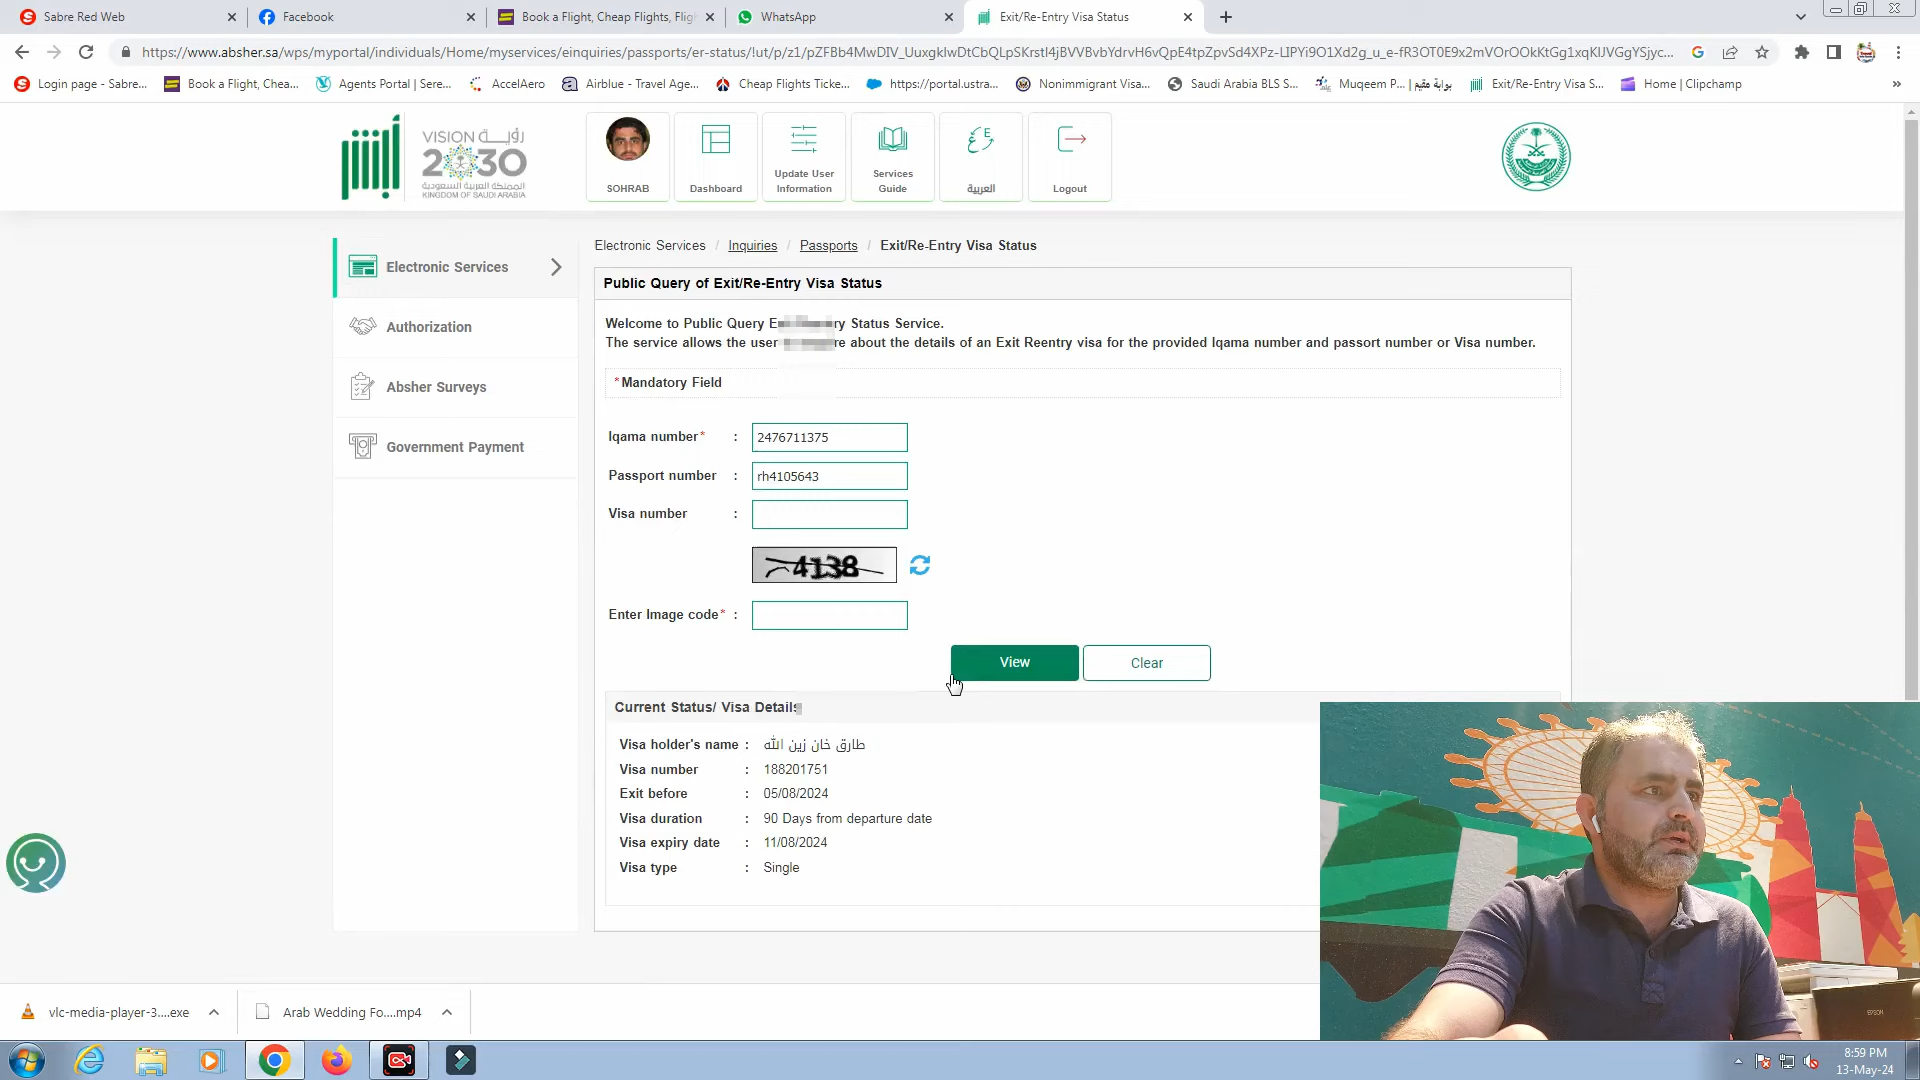 Sabre Red Web
Facebook
Book a Flight, Cheap Flights, Flig
WhatsApp
Exit/Re-Entry Visa Status
https://www.absher.sa/wps/myportal/individuals/Home/myservices/einquiries/passports/er-status/!ut/p/z1/
Login page - Sabre...
Book a Flight, Chea...
Agents Portal | Sere...
AccelAero
Airblue - Travel Age...
Cheap Flights Ticke...
https://portal.ustra...
Nonimmigrant Visa...
Saudi Arabia BLS S...
Muqeem P... | بوابة مقيم
Exit/Re-Entry Visa S...
Home | Clipchamp
»
أبشر
VISION رؤية
2030
المملكة العربية السعودية
KINGDOM OF SAUDI ARABIA
SOHRAB
Dashboard
Update User
Information
Services
Guide
E ع
العربية
Logout
Electronic Services
Authorization
Absher Surveys
Government Payment
Electronic Services / Inquiries / Passports / Exit/Re-Entry Visa Status
Public Query of Exit/Re-Entry Visa Status
Welcome to Public Query E ry Status Service.
The service allows the user re about the details of an Exit Reentry visa for the provided Iqama number and passort number or Visa number.
*Mandatory Field
Iqama number* : 2476711375
Passport number : rh4105643
Visa number :
4138
Enter Image code* :
View
Clear
Current Status/ Visa Details
Visa holder's name : طارق خان زين الله
Visa number : 188201751
Exit before : 05/08/2024
Visa duration : 90 Days from departure date
Visa expiry date : 11/08/2024
Visa type : Single
EPSON
vlc-media-player-3....exe
Arab Wedding Fo....mp4
8:59 PM
13-May-24